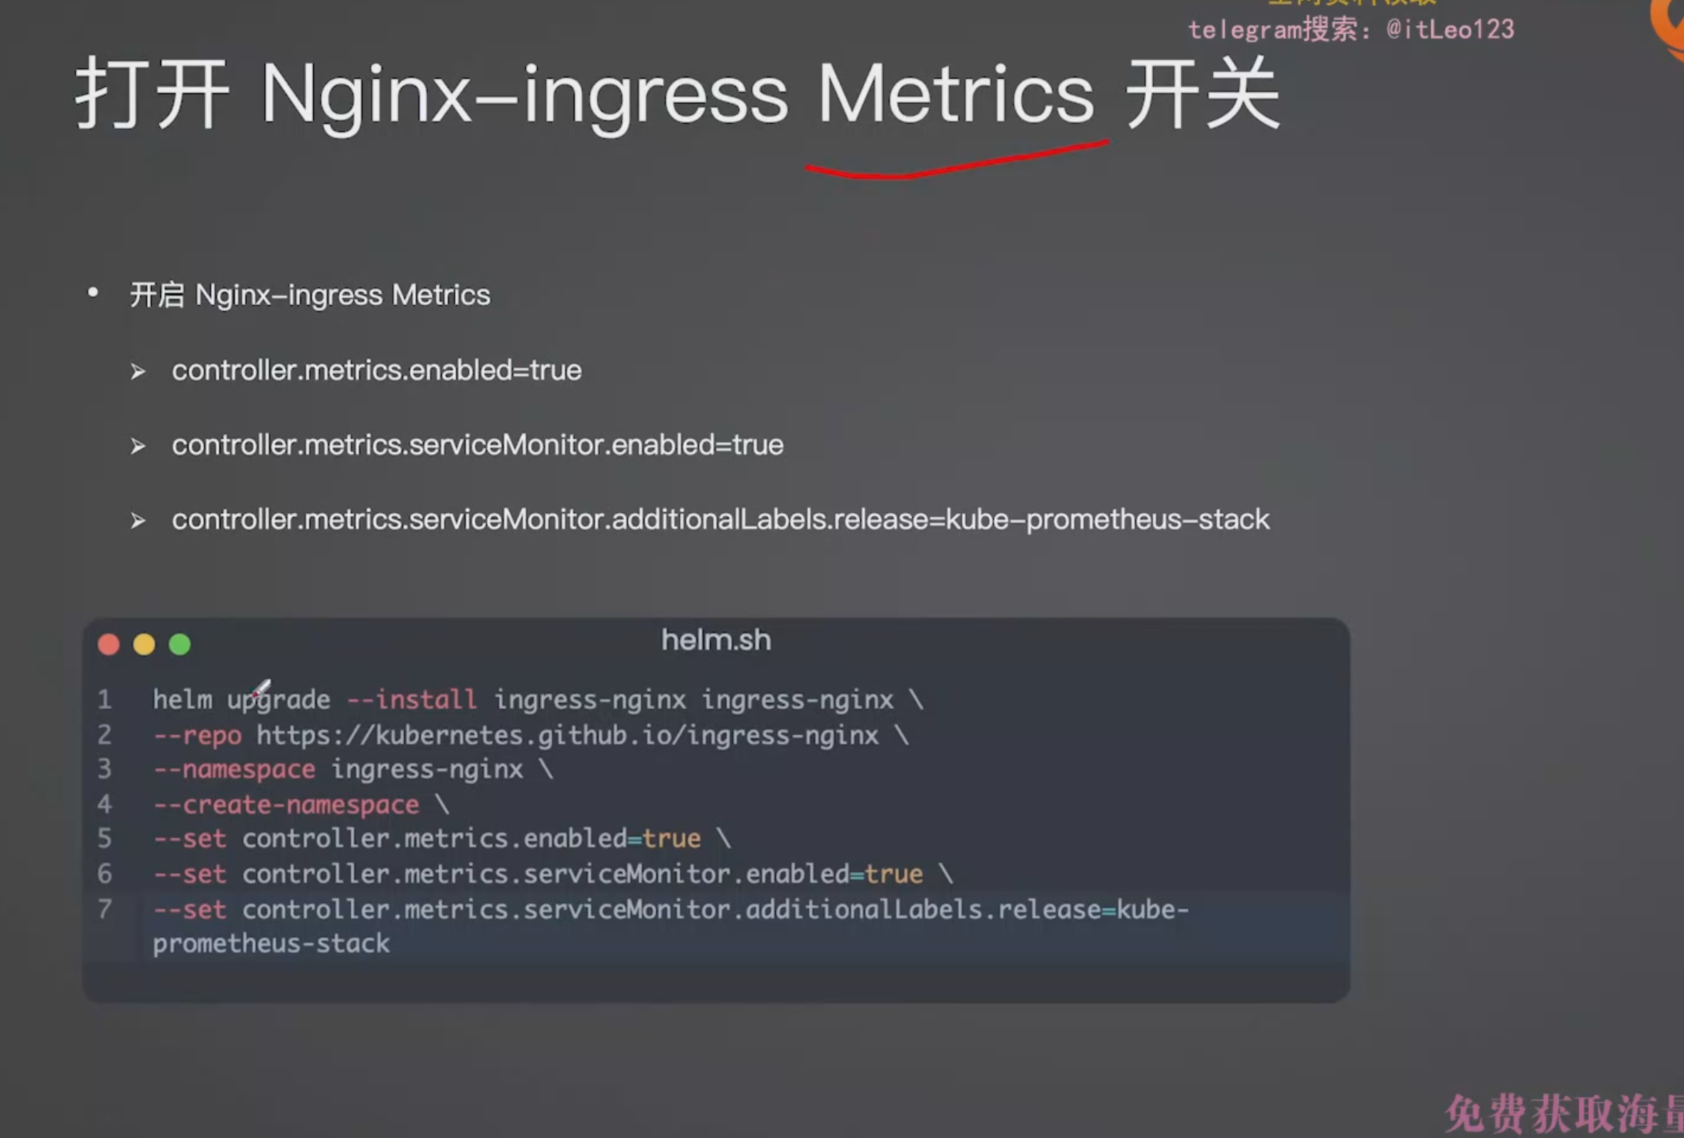 telegram搜索：@itLeo123
打开 Nginx-ingress Metrics 开关
• 开启 Nginx-ingress Metrics
➢ controller.metrics.enabled=true
➢ controller.metrics.serviceMonitor.enabled=true
➢ controller.metrics.serviceMonitor.additionalLabels.release=kube-prometheus-stack
helm.sh
1 helm upgrade --install ingress-nginx ingress-nginx \
2 --repo https://kubernetes.github.io/ingress-nginx \
3 --namespace ingress-nginx \
4 --create-namespace \
5 --set controller.metrics.enabled=true \
6 --set controller.metrics.serviceMonitor.enabled=true \
7 --set controller.metrics.serviceMonitor.additionalLabels.release=kube-
prometheus-stack
免费获取海量